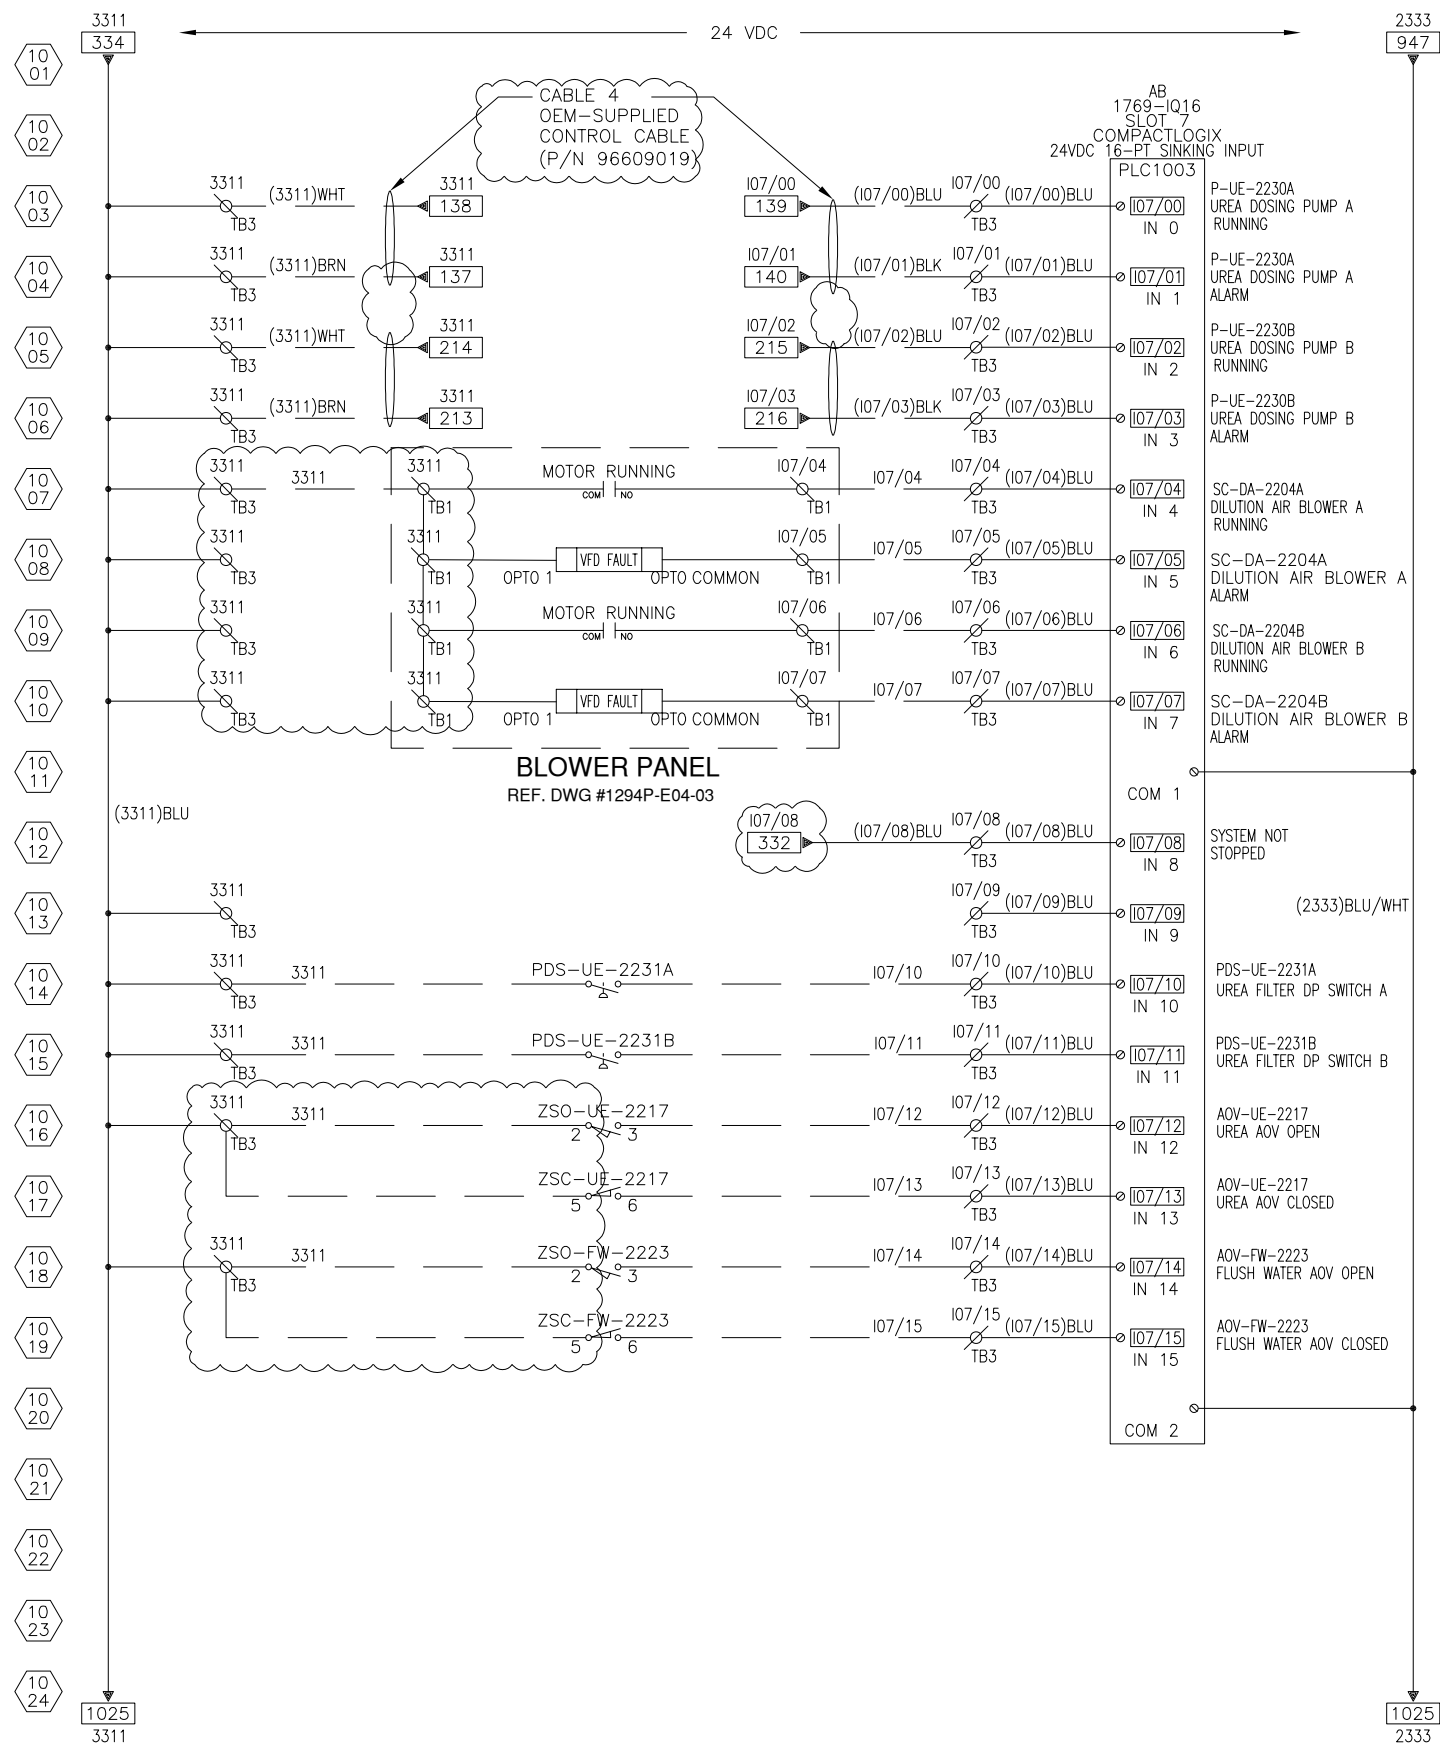 3311
334
24 VDC
2333
947
10
01
10
02
CABLE 4
OEM-SUPPLIED
CONTROL CABLE
(P/N 96609019)
AB
1769-IQ16
SLOT 7
COMPACTLOGIX
24VDC 16-PT SINKING INPUT
PLC1003
10
03
3311
(3311)WHT
TB3
3311
138
I07/00
139
(I07/00)BLU
I07/00
TB3
(I07/00)BLU
I07/00
IN 0
P-UE-2230A
UREA DOSING PUMP A
RUNNING
10
04
3311
(3311)BRN
TB3
3311
137
I07/01
140
(I07/01)BLK
I07/01
TB3
(I07/01)BLU
I07/01
IN 1
P-UE-2230A
UREA DOSING PUMP A
ALARM
10
05
3311
(3311)WHT
TB3
3311
214
I07/02
215
(I07/02)BLU
I07/02
TB3
(I07/02)BLU
I07/02
IN 2
P-UE-2230B
UREA DOSING PUMP B
RUNNING
10
06
3311
(3311)BRN
TB3
3311
213
I07/03
216
(I07/03)BLK
I07/03
TB3
(I07/03)BLU
I07/03
IN 3
P-UE-2230B
UREA DOSING PUMP B
ALARM
10
07
3311
TB3
3311
3311
TB1
MOTOR RUNNING
COM NO
I07/04
TB1
I07/04
I07/04
TB3
(I07/04)BLU
I07/04
IN 4
SC-DA-2204A
DILUTION AIR BLOWER A
RUNNING
10
08
3311
TB3
3311
TB1
OPTO 1
VFD FAULT
OPTO COMMON
I07/05
TB1
I07/05
I07/05
TB3
(I07/05)BLU
I07/05
IN 5
SC-DA-2204A
DILUTION AIR BLOWER A
ALARM
10
09
3311
TB3
3311
TB1
MOTOR RUNNING
COM NO
I07/06
TB1
I07/06
I07/06
TB3
(I07/06)BLU
I07/06
IN 6
SC-DA-2204B
DILUTION AIR BLOWER B
RUNNING
10
10
3311
TB3
3311
TB1
OPTO 1
VFD FAULT
OPTO COMMON
I07/07
TB1
I07/07
I07/07
TB3
(I07/07)BLU
I07/07
IN 7
SC-DA-2204B
DILUTION AIR BLOWER B
ALARM
10
11
BLOWER PANEL
REF. DWG #1294P-E04-03
COM 1
(3311)BLU
10
12
I07/08
332
(I07/08)BLU
I07/08
TB3
(I07/08)BLU
I07/08
IN 8
SYSTEM NOT
STOPPED
10
13
3311
TB3
I07/09
TB3
(I07/09)BLU
I07/09
IN 9
(2333)BLU/WHT
10
14
3311
TB3
3311
PDS-UE-2231A
I07/10
I07/10
TB3
(I07/10)BLU
I07/10
IN 10
PDS-UE-2231A
UREA FILTER DP SWITCH A
10
15
3311
TB3
3311
PDS-UE-2231B
I07/11
I07/11
TB3
(I07/11)BLU
I07/11
IN 11
PDS-UE-2231B
UREA FILTER DP SWITCH B
10
16
3311
TB3
3311
ZSO-UE-2217
2 3
I07/12
I07/12
TB3
(I07/12)BLU
I07/12
IN 12
AOV-UE-2217
UREA AOV OPEN
10
17
ZSC-UE-2217
5 6
I07/13
I07/13
TB3
(I07/13)BLU
I07/13
IN 13
AOV-UE-2217
UREA AOV CLOSED
10
18
3311
TB3
3311
ZSO-FW-2223
2 3
I07/14
I07/14
TB3
(I07/14)BLU
I07/14
IN 14
AOV-FW-2223
FLUSH WATER AOV OPEN
10
19
ZSC-FW-2223
5 6
I07/15
I07/15
TB3
(I07/15)BLU
I07/15
IN 15
AOV-FW-2223
FLUSH WATER AOV CLOSED
10
20
COM 2
10
21
10
22
10
23
10
24
1025
3311
1025
2333